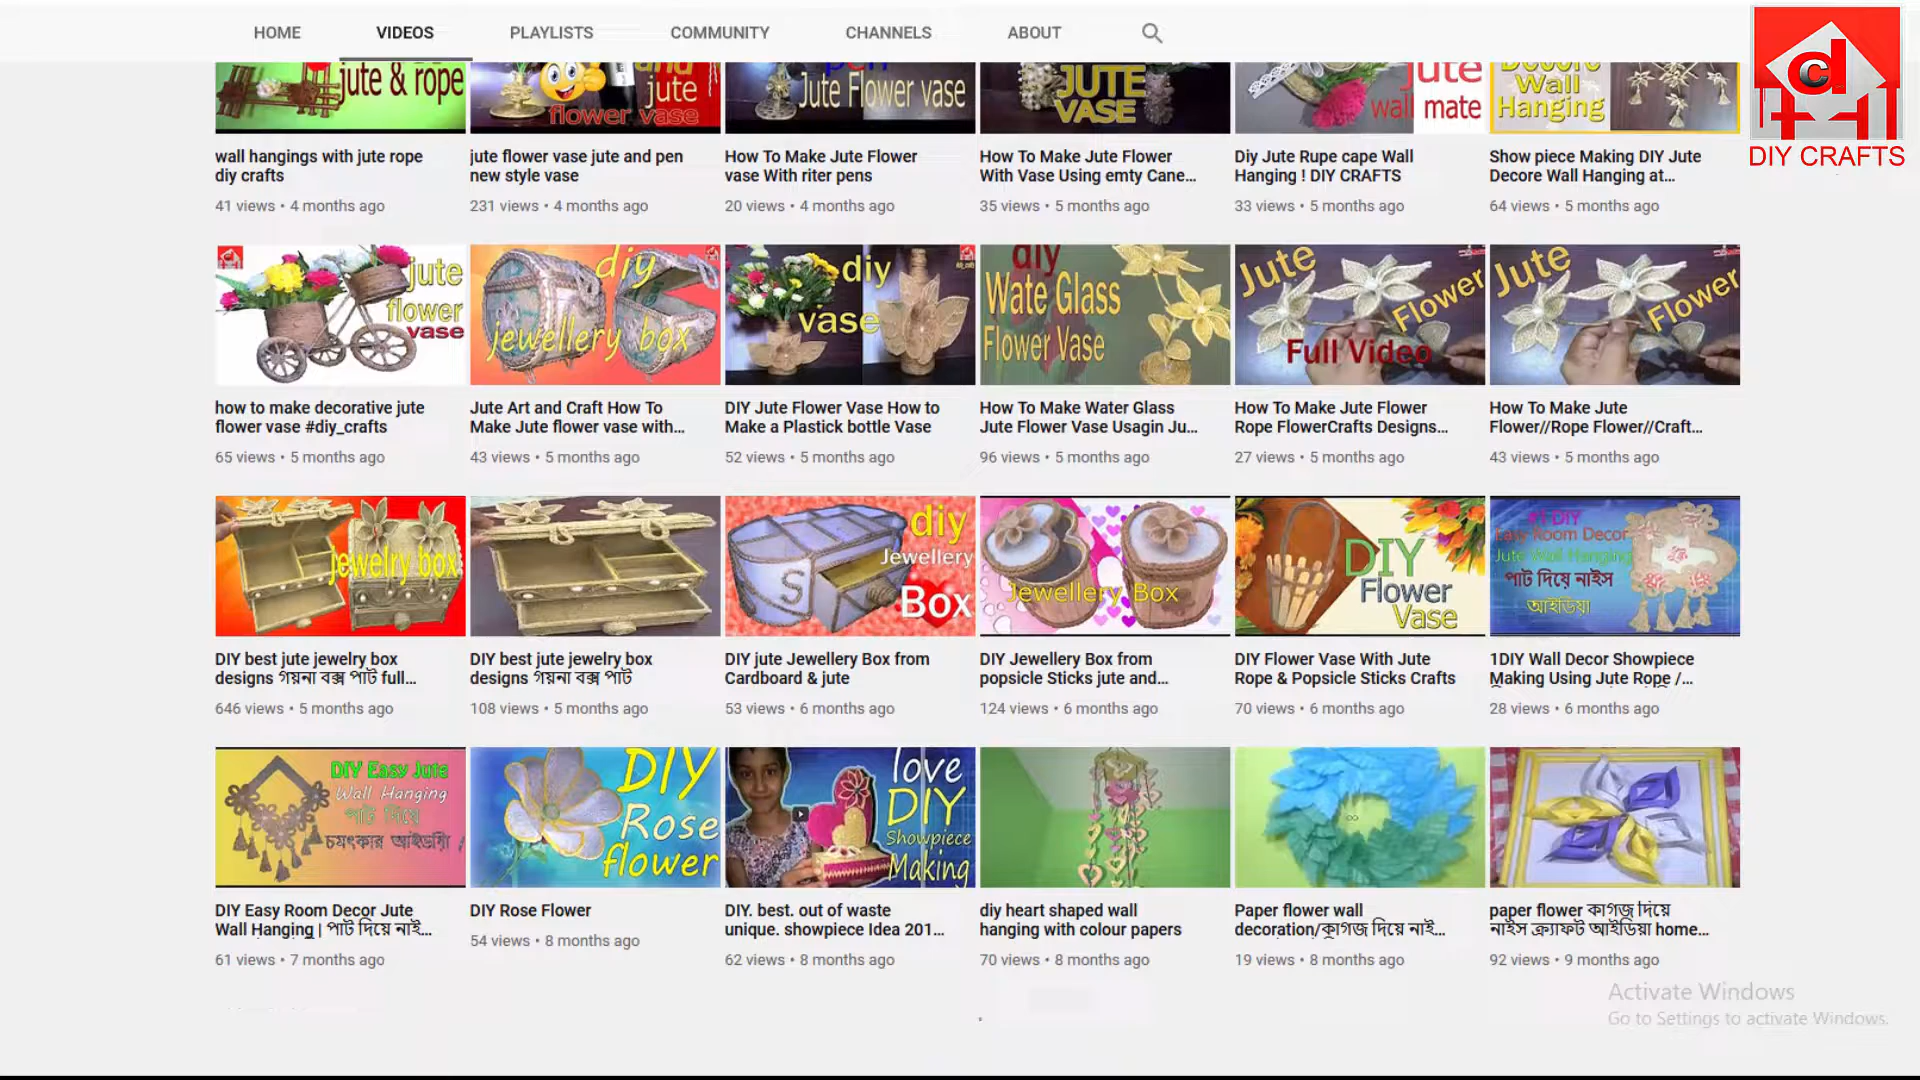 HOME VIDEOS PLAYLISTS COMMUNITY CHANNELS ABOUT
DIY CRAFTS
jute & rope
and
jute
flower vase
pen
Jute Flower vase
JUTE
VASE
jute
wall mate
Decore
Wall
Hanging
wall hangings with jute rope
diy crafts
41 views • 4 months ago
jute flower vase jute and pen
new style vase
231 views • 4 months ago
How To Make Jute Flower
vase With riter pens
20 views • 4 months ago
How To Make Jute Flower
With Vase Using emty Cane...
35 views • 5 months ago
Diy Jute Rupe cape Wall
Hanging ! DIY CRAFTS
33 views • 5 months ago
Show piece Making DIY Jute
Decore Wall Hanging at...
64 views • 5 months ago
jute
flower
vase
diy
jewellery box
diy
vase
diy
Wate Glass
Flower Vase
Jute
Flower
Full Video
Jute
Flower
how to make decorative jute
flower vase #diy_crafts
65 views • 5 months ago
Jute Art and Craft How To
Make Jute flower vase with...
43 views • 5 months ago
DIY Jute Flower Vase How to
Make a Plastick bottle Vase
52 views • 5 months ago
How To Make Water Glass
Jute Flower Vase Usagin Ju...
96 views • 5 months ago
How To Make Jute Flower
Rope FlowerCrafts Designs...
27 views • 5 months ago
How To Make Jute
Flower//Rope Flower//Craft...
43 views • 5 months ago
jewelry box
diy
Jewellery
Box
Jewellery Box
DIY
Flower
Vase
#1 DIY
Easy Room Decor
Jute Wall Hanging
পাট দিয়ে নাইস
আইডিয়া
DIY best jute jewelry box
designs গয়না বক্স পাট full...
646 views • 5 months ago
DIY best jute jewelry box
designs গয়না বক্স পাট
108 views • 5 months ago
DIY jute Jewellery Box from
Cardboard & jute
53 views • 6 months ago
DIY Jewellery Box from
popsicle Sticks jute and...
124 views • 6 months ago
DIY Flower Vase With Jute
Rope & Popsicle Sticks Crafts
70 views • 6 months ago
1DIY Wall Decor Showpiece
Making Using Jute Rope /...
28 views • 6 months ago
DIY Easy Jute
Wall Hanging
পাট দিয়ে
চমৎকার আইডিয়া /
DIY
Rose
flower
love
DIY
Showpiece
Making
DIY Easy Room Decor Jute
Wall Hanging | পাট দিয়ে নাই...
61 views • 7 months ago
DIY Rose Flower
54 views • 8 months ago
DIY. best. out of waste
unique. showpiece Idea 201...
62 views • 8 months ago
diy heart shaped wall
hanging with colour papers
70 views • 8 months ago
Paper flower wall
decoration/কাগজ দিয়ে নাই...
19 views • 8 months ago
paper flower কাগজ দিয়ে
নাইস ক্র্যাফট আইডিয়া home...
92 views • 9 months ago
Activate Windows
Go to Settings to activate Windows.